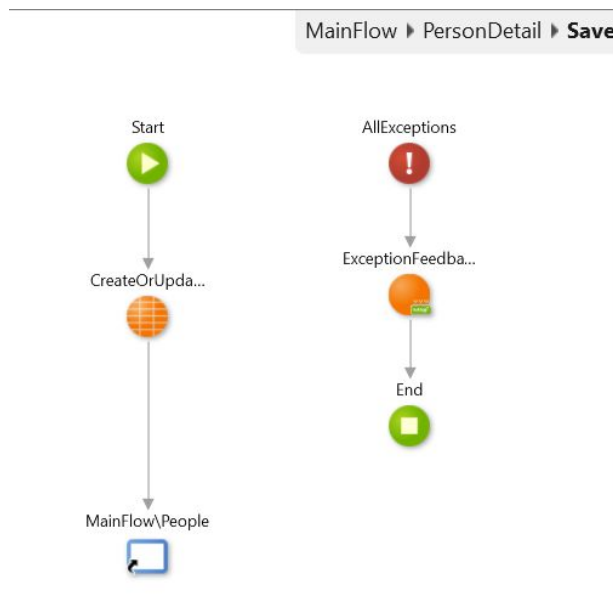 MainFlow PersonDetail Save
Start
AllExceptions
ExceptionFeedba...
CreateOrUpda...
End
MainFlow\People